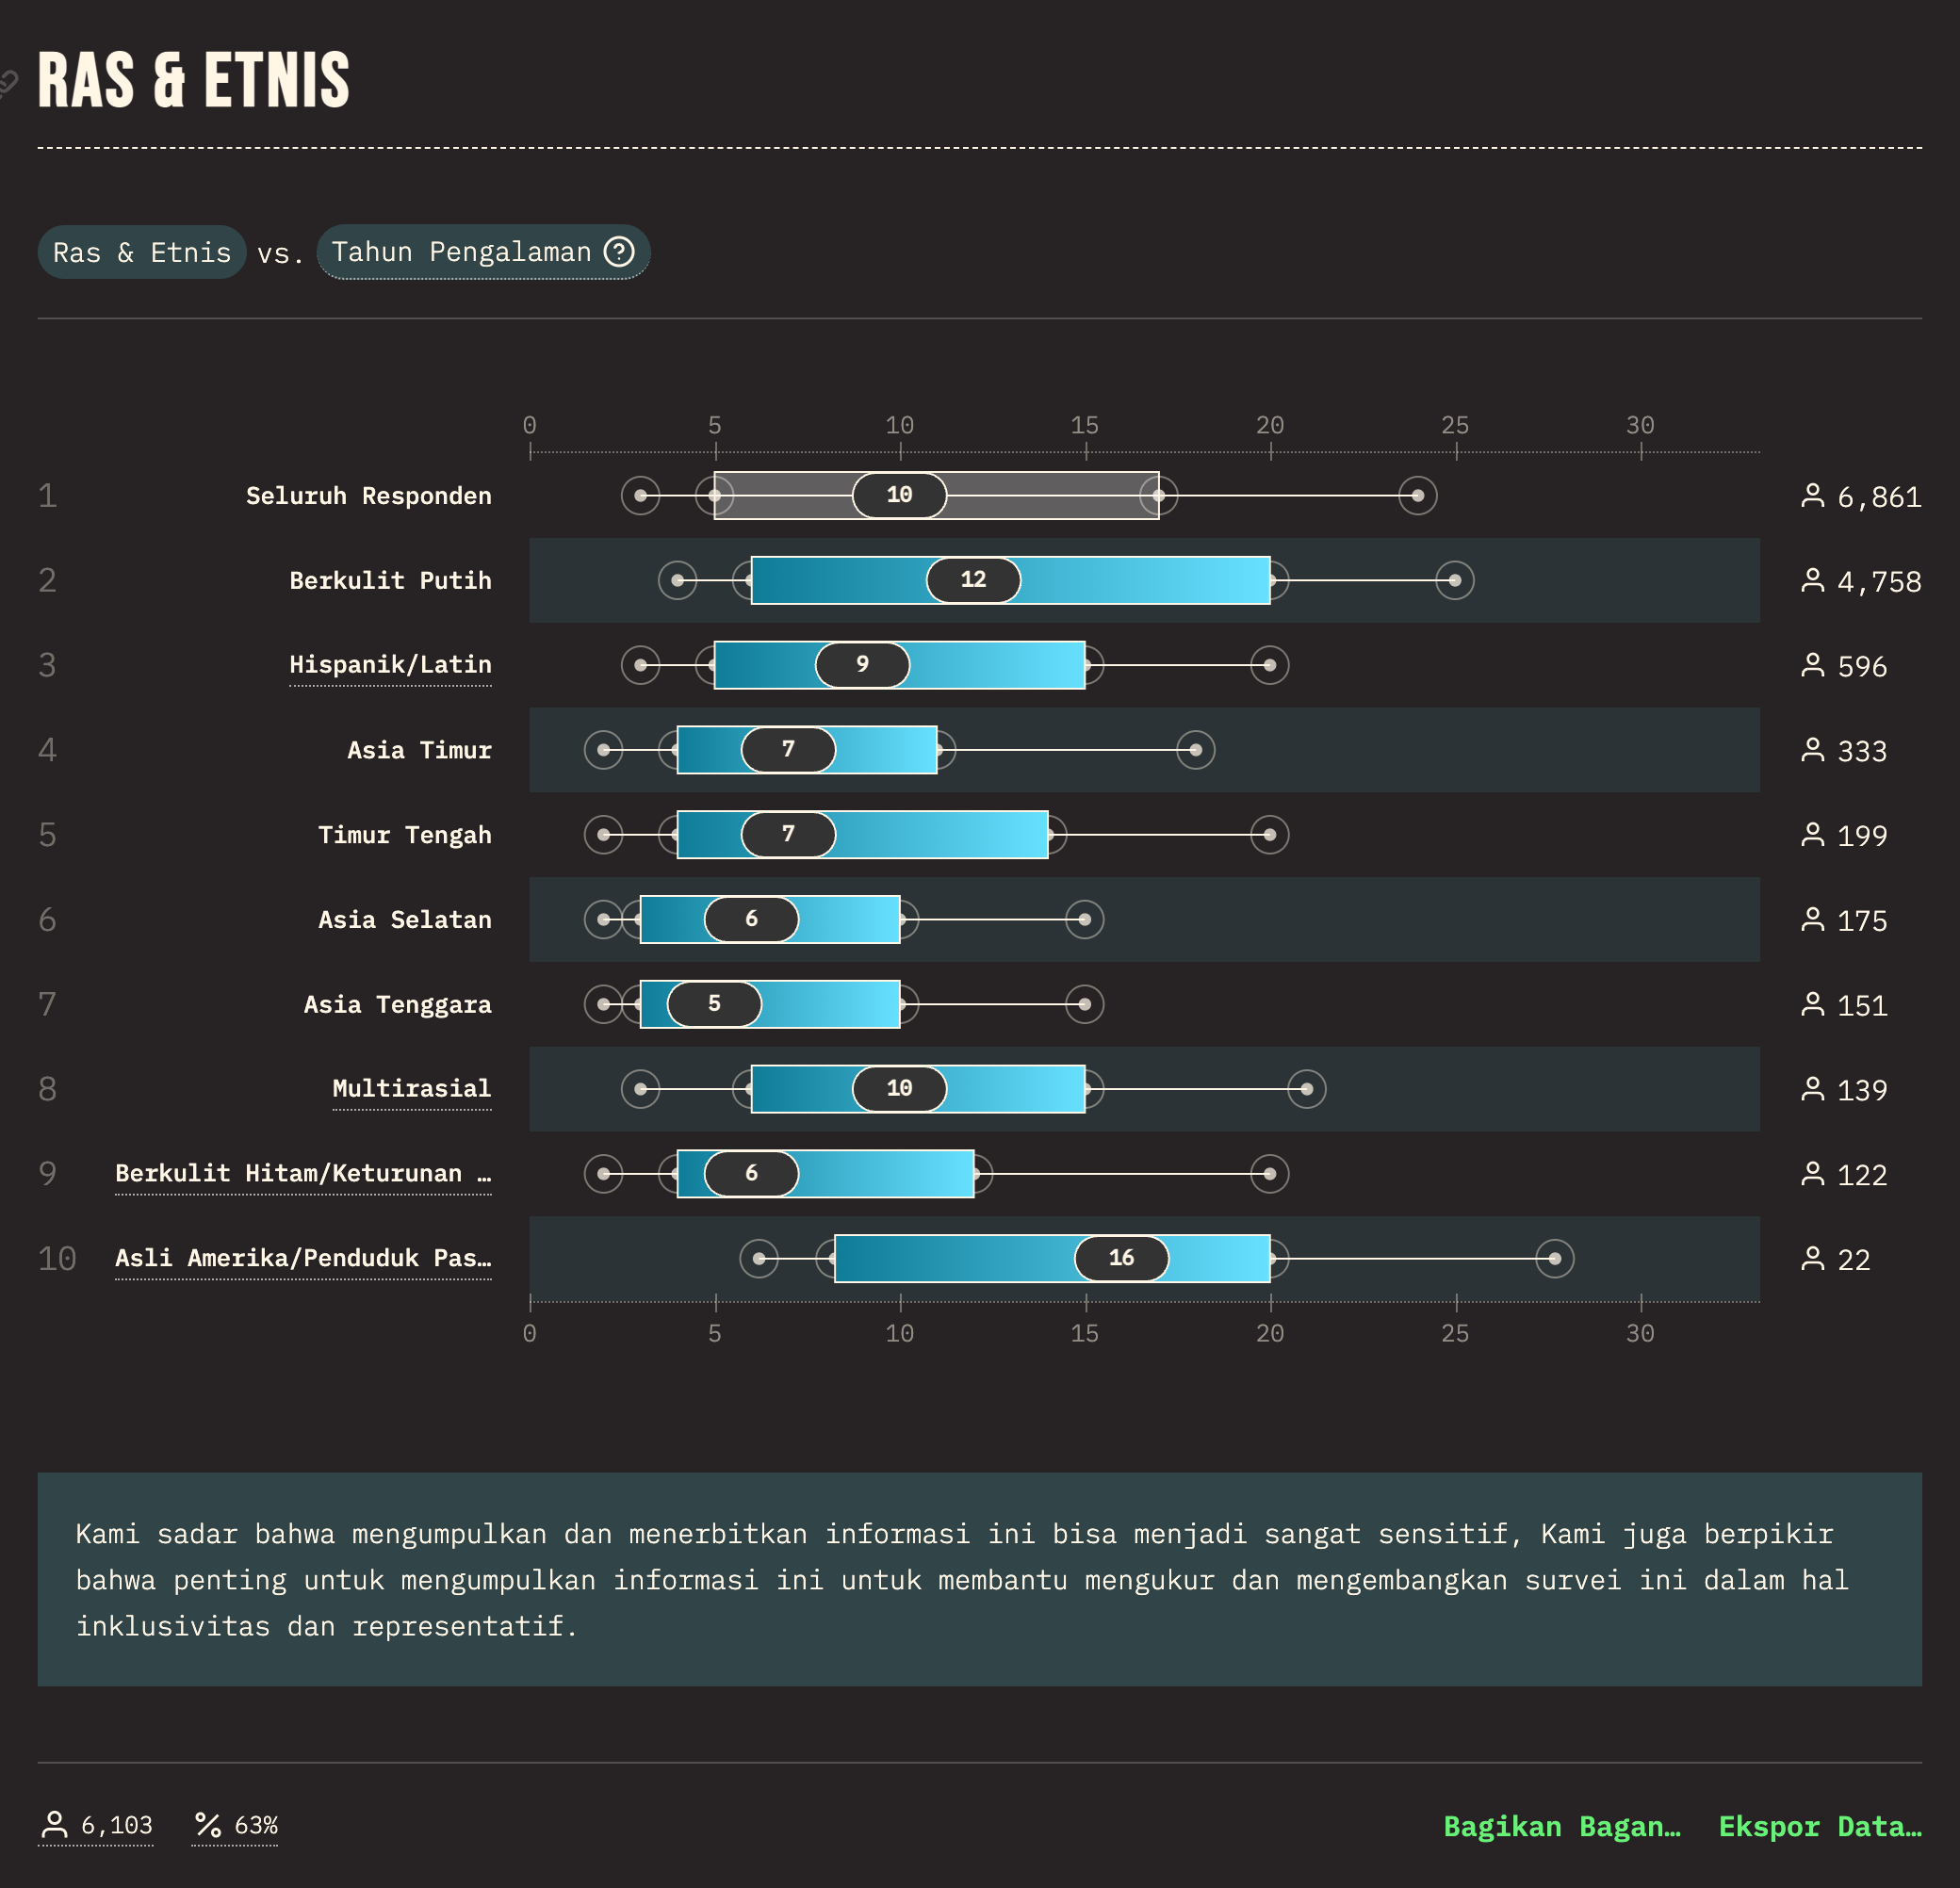 RAS & ETNIS
Ras & Etnis vs. Tahun Pengalaman ?
0 5 10 15 20 25 30
1 Seluruh Responden 10 6,861
2 Berkulit Putih 12 4,758
3 Hispanik/Latin 9 596
4 Asia Timur 7 333
5 Timur Tengah 7 199
6 Asia Selatan 6 175
7 Asia Tenggara 5 151
8 Multirasial 10 139
9 Berkulit Hitam/Keturunan … 6 122
10 Asli Amerika/Penduduk Pas… 16 22
0 5 10 15 20 25 30
Kami sadar bahwa mengumpulkan dan menerbitkan informasi ini bisa menjadi sangat sensitif, Kami juga berpikir
bahwa penting untuk mengumpulkan informasi ini untuk membantu mengukur dan mengembangkan survei ini dalam hal
inklusivitas dan representatif.
6,103 % 63% Bagikan Bagan… Ekspor Data…